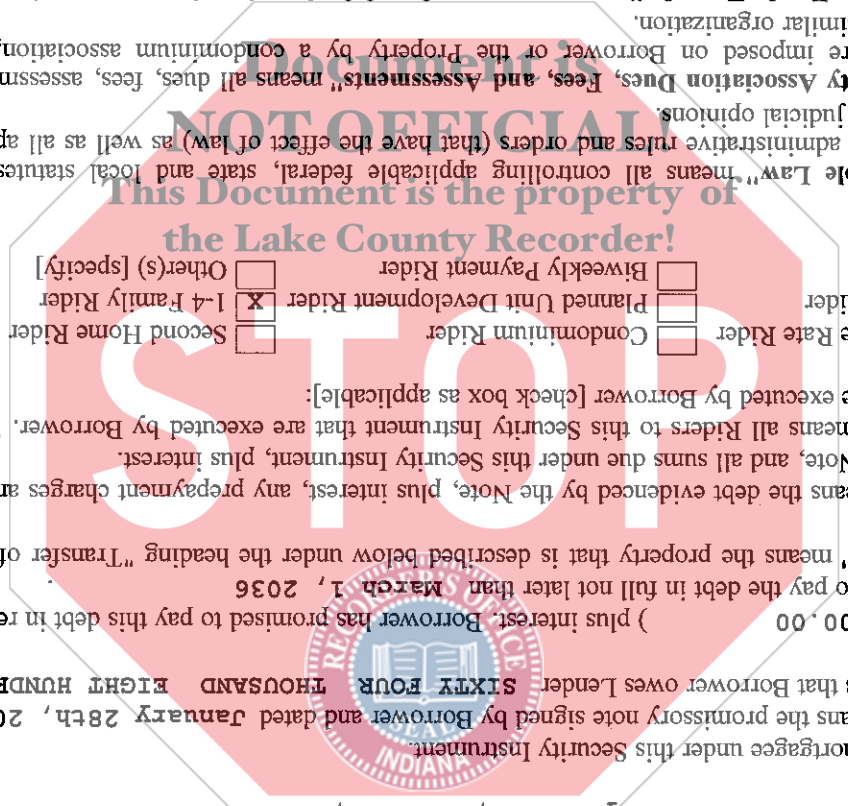 mortgagee under this Security Instrument.
ans the promissory note signed by Borrower and dated January 28th, 20
s that Borrower owes Lender SIXTY FOUR THOUSAND EIGHT HUNDRE
00.00 ) plus interest. Borrower has promised to pay this debt in re
to pay the debt in full not later than March 1, 2036 .
" means the property that is described below under the heading "Transfer of
eans the debt evidenced by the Note, plus interest, any prepayment charges an
Note, and all sums due under this Security Instrument, plus interest.
means all Riders to this Security Instrument that are executed by Borrower.
e executed by Borrower [check box as applicable]:
e Rate Rider Condominium Rider Second Home Rider
ider Planned Unit Development Rider X 1-4 Family Rider
Biweekly Payment Rider Other(s) [specify]
ble Law" means all controlling applicable federal, state and local statutes
administrative rules and orders (that have the effect of law) as well as all ap
judicial opinions.
ty Association Dues, Fees, and Assessments" means all dues, fees, assessm
re imposed on Borrower or the Property by a condominium association,
imilar organization.
Document is
NOT OFFICIAL!
This Document is the property of
the Lake County Recorder!
STOP
RECORDER'S OFFICE
SEAL
INDIANA